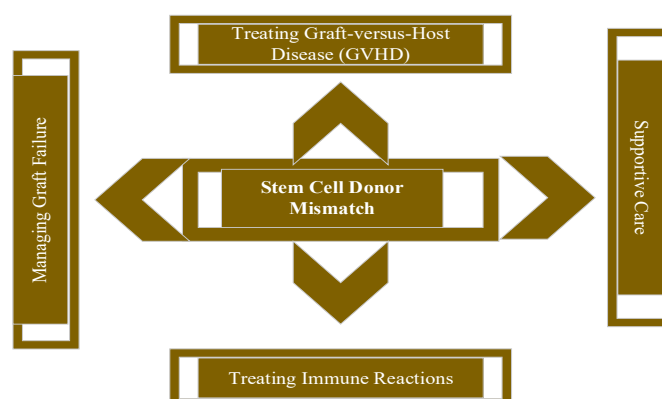 Treating Graft-versus-Host
Disease (GVHD)
Managing Graft Failure
Stem Cell Donor
Mismatch
Supportive Care
Treating Immune Reactions